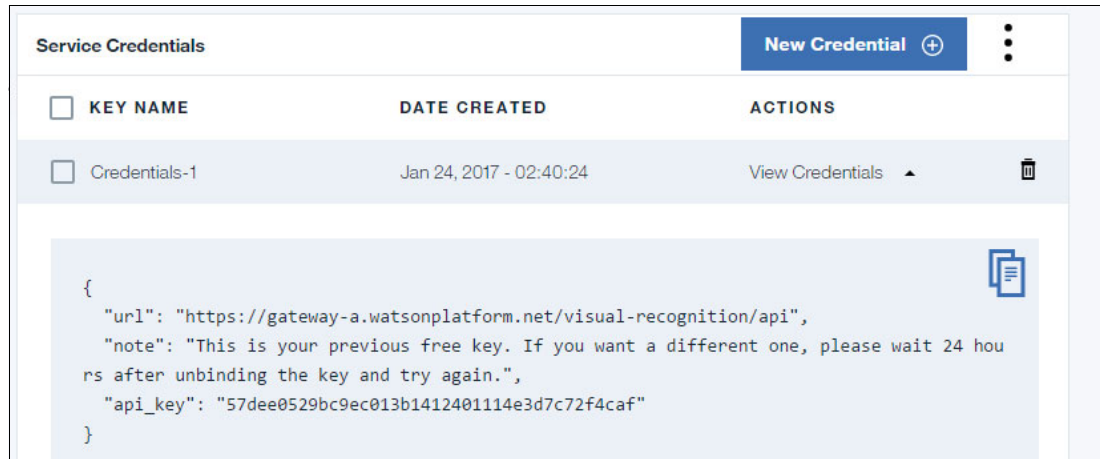 Service Credentials New Credential
KEY NAME DATE CREATED ACTIONS
Credentials-1 Jan 24, 2017 - 02:40:24 View Credentials
{
"url": "https://gateway-a.watsonplatform.net/visual-recognition/api",
"note": "This is your previous free key. If you want a different one, please wait 24 hou
rs after unbinding the key and try again.",
"api_key": "57dee0529bc9ec013b1412401114e3d7c72f4caf"
}